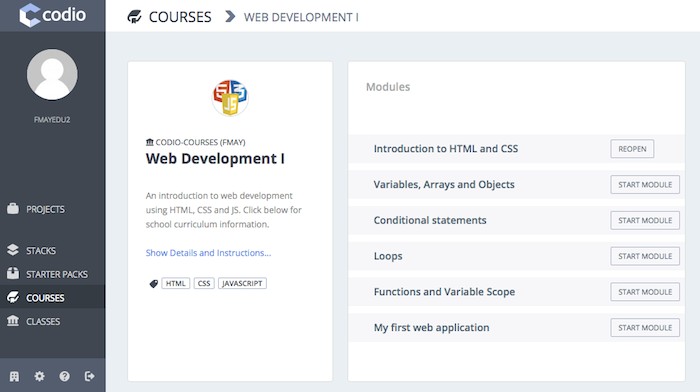 codio
COURSES
WEB DEVELOPMENT I
FMAYEDU2
PROJECTS
STACKS
STARTER PACKS
COURSES
CLASSES
JS
CODIO-COURSES (FMAY)
Web Development I
An introduction to web development
using HTML, CSS and JS. Click below for
school curriculum information.
Show Details and Instructions...
HTML
CSS
JAVASCRIPT
Modules
Introduction to HTML and CSS
REOPEN
Variables, Arrays and Objects
START MODULE
Conditional statements
START MODULE
Loops
START MODULE
Functions and Variable Scope
START MODULE
My first web application
START MODULE